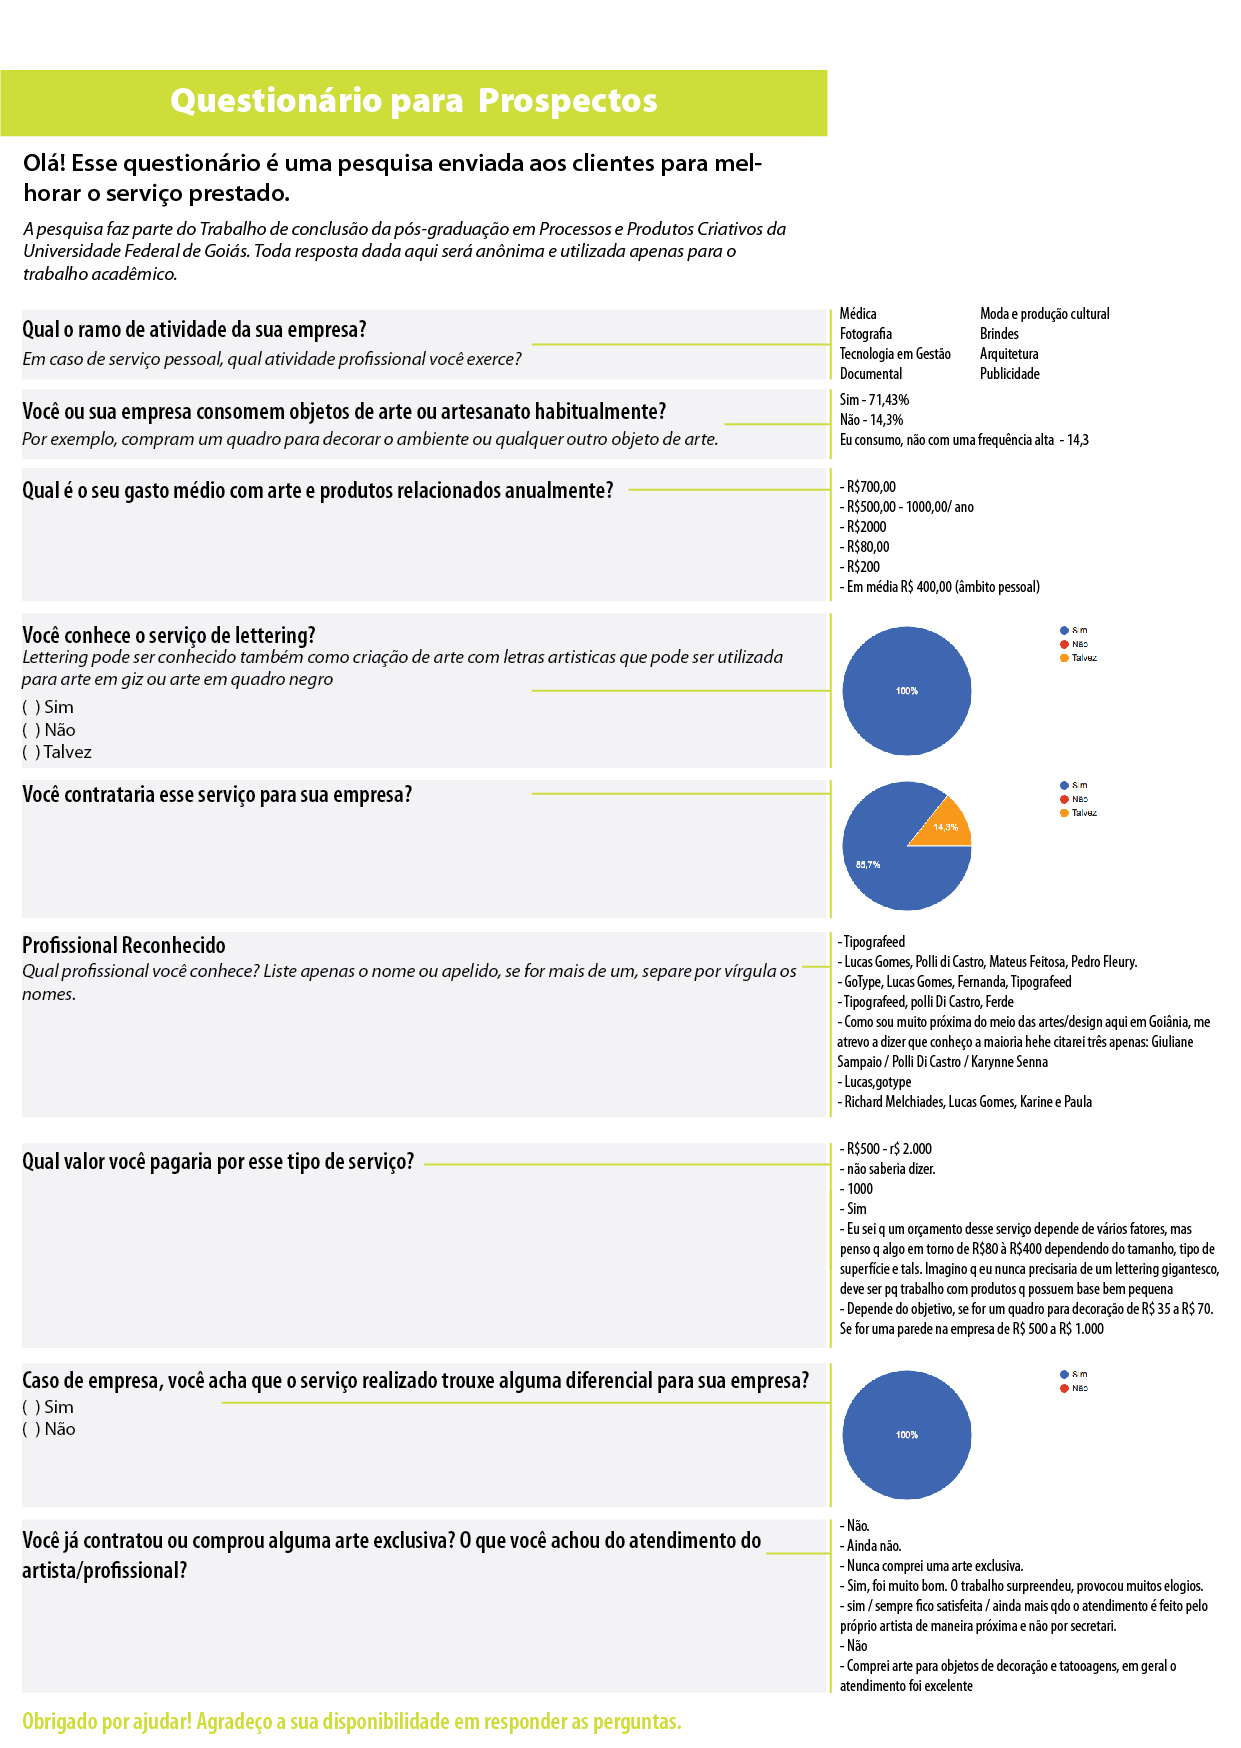 Questionário para  Prospectos
Olá! Esse questionário é uma pesquisa enviada aos clientes para mel-
horar o serviço prestado.
A pesquisa faz parte do Trabalho de conclusão da pós-graduação em Processos e Produtos Criativos da
Universidade Federal de Goiás. Toda resposta dada aqui será anônima e utilizada apenas para o
trabalho acadêmico.
Qual o ramo de atividade da sua empresa?
Em caso de serviço pessoal, qual atividade profissional você exerce?
Médica
Fotografia
Tecnologia em Gestão
Documental
Moda e produção cultural
Brindes
Arquitetura
Publicidade
Você ou sua empresa consomem objetos de arte ou artesanato habitualmente?
Por exemplo, compram um quadro para decorar o ambiente ou qualquer outro objeto de arte.
Sim - 71,43%
Não - 14,3%
Eu consumo, não com uma frequência alta  - 14,3
Qual é o seu gasto médio com arte e produtos relacionados anualmente?
- R$700,00
- R$500,00 - 1000,00/ ano
- R$2000
- R$80,00
- R$200
- Em média R$ 400,00 (âmbito pessoal)
Você conhece o serviço de lettering?
Lettering pode ser conhecido também como criação de arte com letras artisticas que pode ser utilizada
para arte em giz ou arte em quadro negro
(  ) Sim
(  ) Não
(  ) Talvez
100%
Sim
Não
Talvez
Você contrataria esse serviço para sua empresa?
14,3%
85,7%
Sim
Não
Talvez
Profissional Reconhecido
Qual profissional você conhece? Liste apenas o nome ou apelido, se for mais de um, separe por vírgula os
nomes.
- Tipografeed
- Lucas Gomes, Polli di Castro, Mateus Feitosa, Pedro Fleury.
- GoType, Lucas Gomes, Fernanda, Tipografeed
- Tipografeed, polli Di Castro, Ferde
- Como sou muito próxima do meio das artes/design aqui em Goiânia, me
atrevo a dizer que conheço a maioria hehe citarei três apenas: Giuliane
Sampaio / Polli Di Castro / Karynne Senna
- Lucas,gotype
- Richard Melchiades, Lucas Gomes, Karine e Paula
Qual valor você pagaria por esse tipo de serviço?
- R$500 - r$ 2.000
- não saberia dizer.
- 1000
- Sim
- Eu sei q um orçamento desse serviço depende de vários fatores, mas
penso q algo em torno de R$80 à R$400 dependendo do tamanho, tipo de
superfície e tals. Imagino q eu nunca precisaria de um lettering gigantesco,
deve ser pq trabalho com produtos q possuem base bem pequena
- Depende do objetivo, se for um quadro para decoração de R$ 35 a R$ 70.
Se for uma parede na empresa de R$ 500 a R$ 1.000
Caso de empresa, você acha que o serviço realizado trouxe alguma diferencial para sua empresa?
(  ) Sim
(  ) Não
100%
Sim
Não
Você já contratou ou comprou alguma arte exclusiva? O que você achou do atendimento do
artista/profissional?
- Não.
- Ainda não.
- Nunca comprei uma arte exclusiva.
- Sim, foi muito bom. O trabalho surpreendeu, provocou muitos elogios.
- sim / sempre fico satisfeita / ainda mais qdo o atendimento é feito pelo
próprio artista de maneira próxima e não por secretari.
- Não
- Comprei arte para objetos de decoração e tatooagens, em geral o
atendimento foi excelente
Obrigado por ajudar! Agradeço a sua disponibilidade em responder as perguntas.